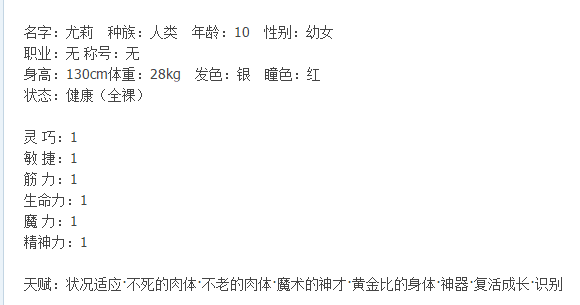 名字：尤莉 种族：人类 年龄：10 性别：幼女
职业：无 称号：无
身高：130cm体重：28kg 发色：银 瞳色：红
状态：健康（全裸）
灵 巧：1
敏 捷：1
筋 力：1
生命力：1
魔 力：1
精神力：1
天赋：状况适应·不死的肉体·不老的肉体·魔术的神才·黄金比的身体·神器·复活成长·识别